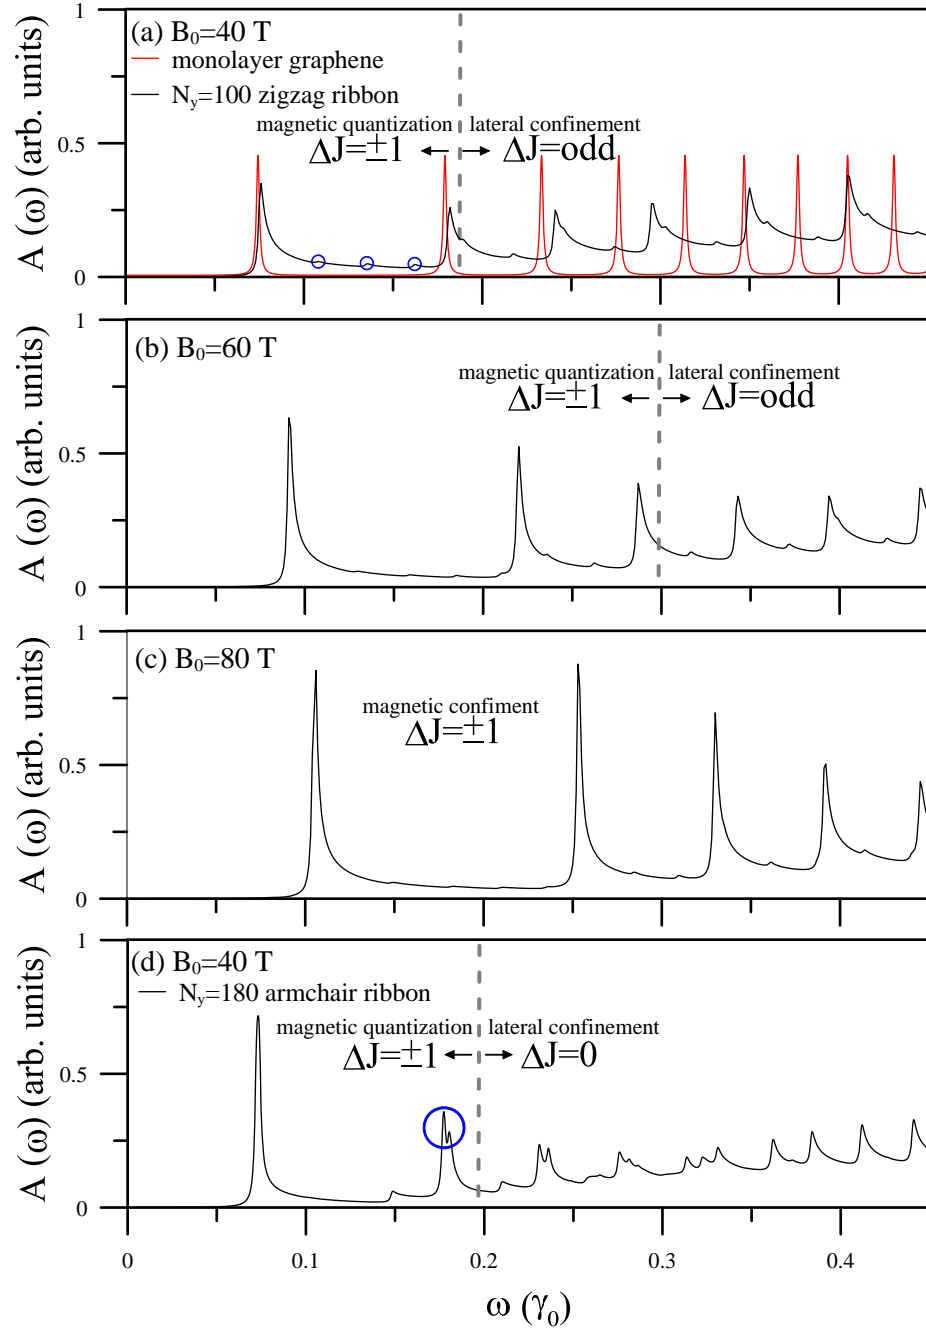 1
(a) B₀=40 T
monolayer graphene
N_y=100 zigzag ribbon
magnetic quantization lateral confinement
ΔJ=±1 ΔJ=odd
0.5
0
A (ω) (arb. units)
1
(b) B₀=60 T
magnetic quantization lateral confinement
ΔJ=±1 ΔJ=odd
0.5
0
A (ω) (arb. units)
1
(c) B₀=80 T
magnetic confiment
ΔJ=±1
0.5
0
A (ω) (arb. units)
1
(d) B₀=40 T
N_y=180 armchair ribbon
magnetic quantization lateral confinement
ΔJ=±1 ΔJ=0
0.5
0
A (ω) (arb. units)
0 0.1 0.2 0.3 0.4
ω (γ₀)